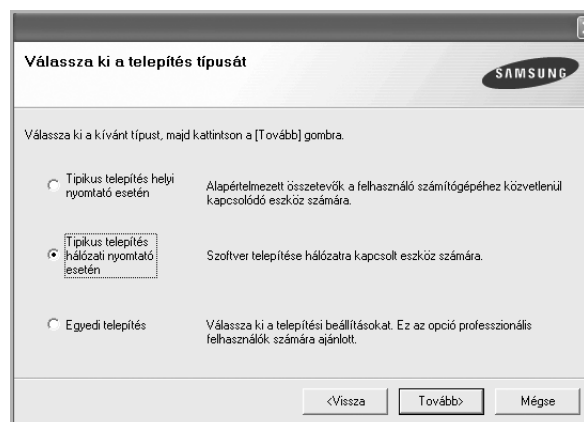 Válassza ki a telepítés típusát
SAMSUNG
Válassza ki a kívánt típust, majd kattintson a [Tovább] gombra.
Tipikus telepítés helyi
nyomtató esetén
Alapértelmezett összetevők a felhasználó számítógépéhez közvetlenül
kapcsolódó eszköz számára.
Tipikus telepítés
hálózati nyomtató
esetén
Szoftver telepítése hálózatra kapcsolt eszköz számára.
Egyedi telepítés
Válassza ki a telepítési beállításokat. Ez az opció professzionális
felhasználók számára ajánlott.
<Vissza
Tovább>
Mégse